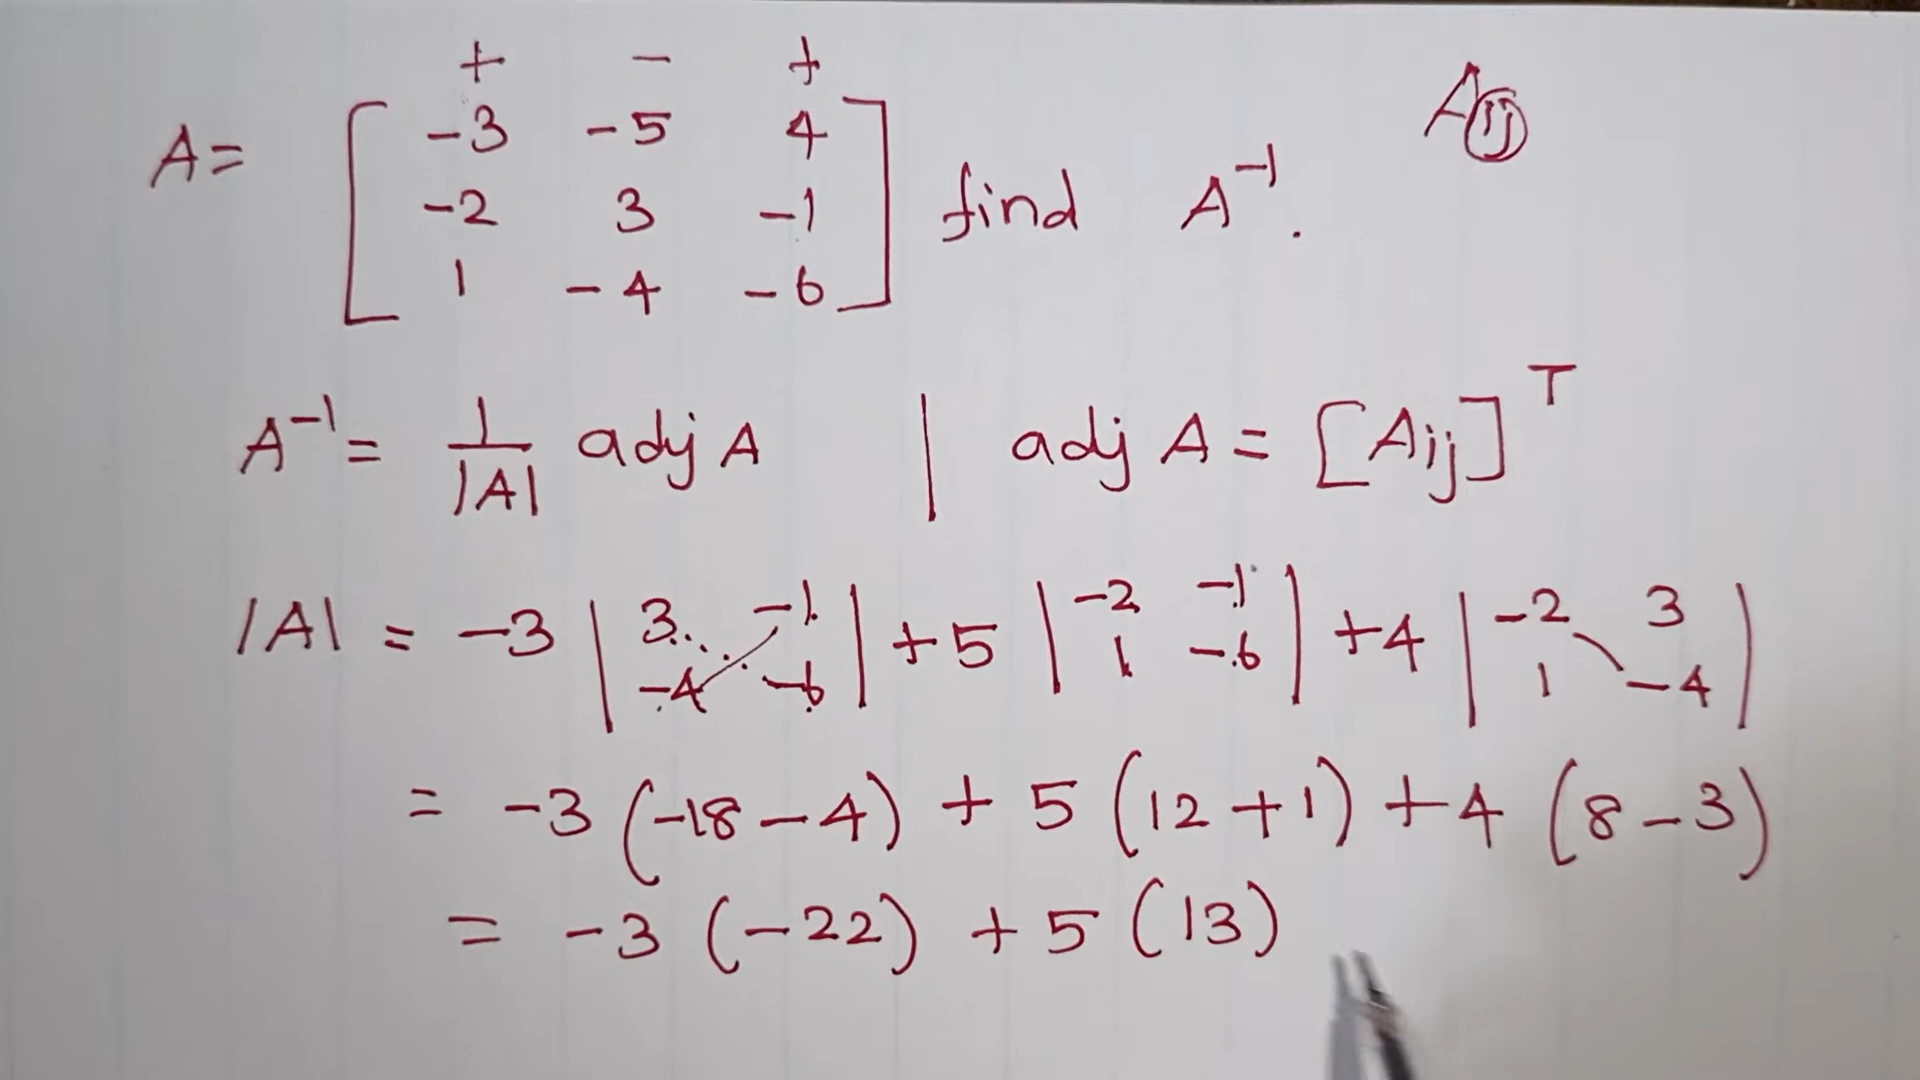 + - +
A= [ -3 -5 4
-2 3 -1
1 -4 -6 ] find A⁻¹.
Aij
A⁻¹ = 1/|A| adj A | adj A = [Aij]ᵀ
|A| = -3 | 3 -1 ; -4 -6 | +5 | -2 -1 ; 1 -6 | +4 | -2 3 ; 1 -4 |
= -3 (-18-4) + 5 (12+1) +4 (8-3)
= -3 (-22) +5 (13)